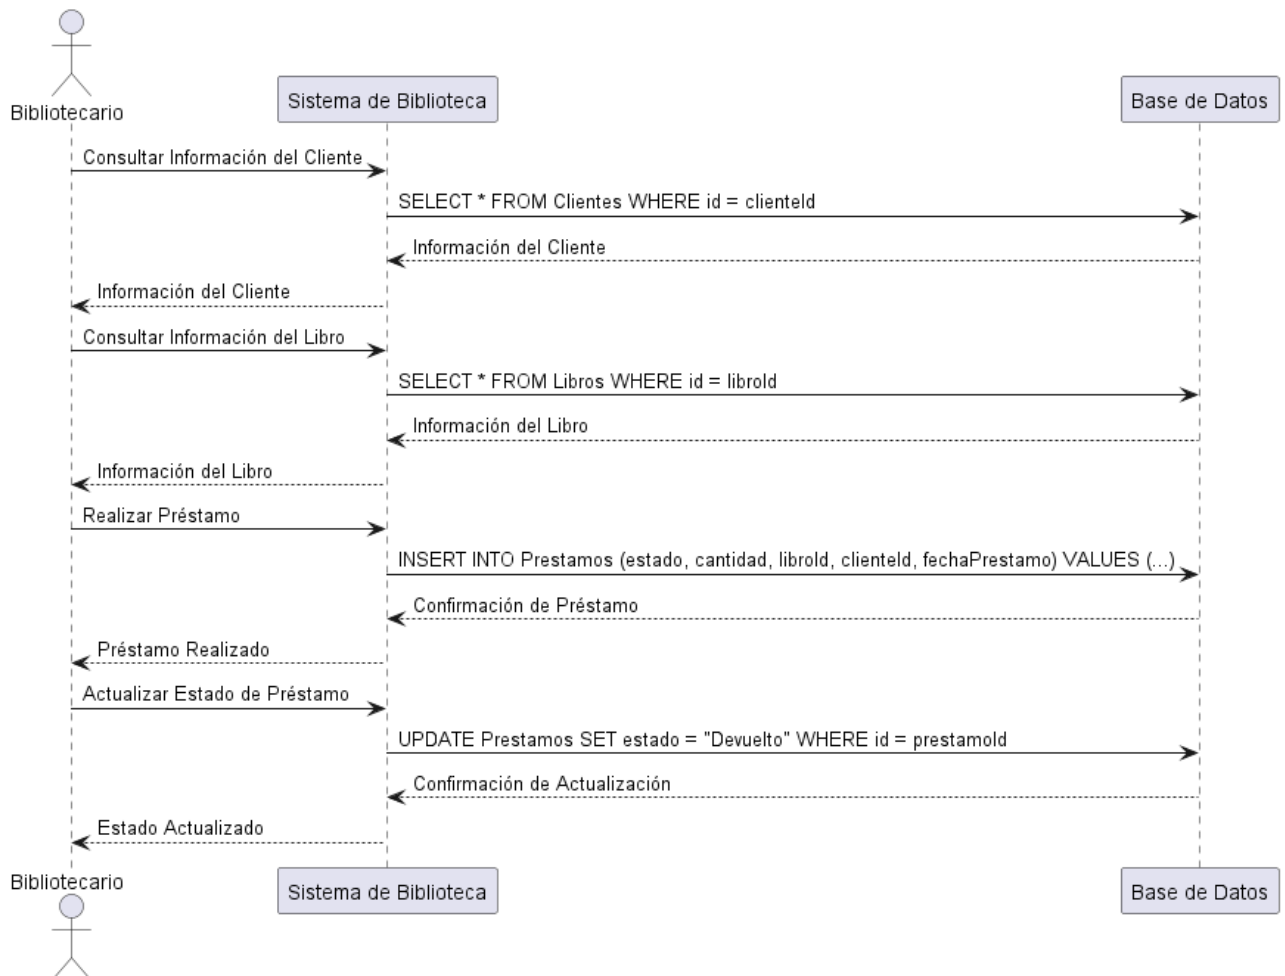 Bibliotecario
Sistema de Biblioteca
Base de Datos
Consultar Información del Cliente
SELECT * FROM Clientes WHERE id = clienteId
Información del Cliente
Información del Cliente
Consultar Información del Libro
SELECT * FROM Libros WHERE id = libroId
Información del Libro
Información del Libro
Realizar Préstamo
INSERT INTO Prestamos (estado, cantidad, libroId, clienteId, fechaPrestamo) VALUES (...)
Confirmación de Préstamo
Préstamo Realizado
Actualizar Estado de Préstamo
UPDATE Prestamos SET estado = "Devuelto" WHERE id = prestamoId
Confirmación de Actualización
Estado Actualizado
Bibliotecario
Sistema de Biblioteca
Base de Datos